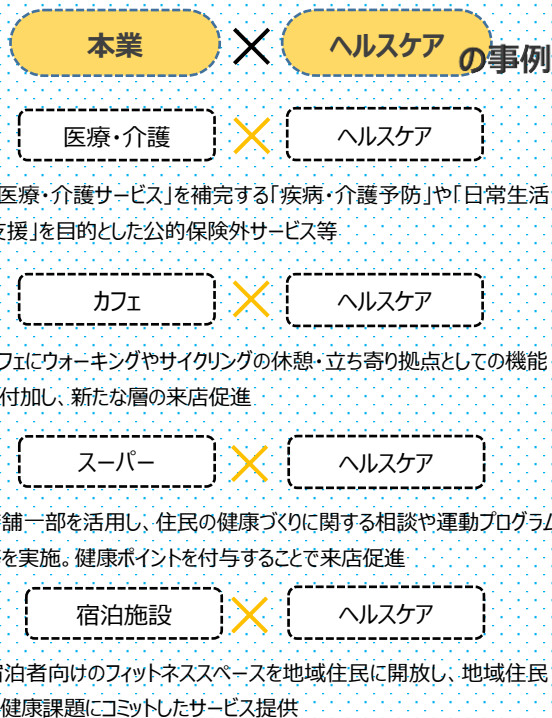 本業 × ヘルスケア の事例
医療・介護 × ヘルスケア
医療・介護サービス」を補完する「疾病・介護予防」や「日常生活
支援」を目的とした公的保険外サービス等
カフェ × ヘルスケア
フェにウォーキングやサイクリングの休憩・立ち寄り拠点としての機能
付加し、新たな層の来店促進
スーパー × ヘルスケア
舗一部を活用し、住民の健康づくりに関する相談や運動プログラム
を実施。健康ポイントを付与することで来店促進
宿泊施設 × ヘルスケア
宿泊者向けのフィットネススペースを地域住民に開放し、地域住民
健康課題にコミットしたサービス提供